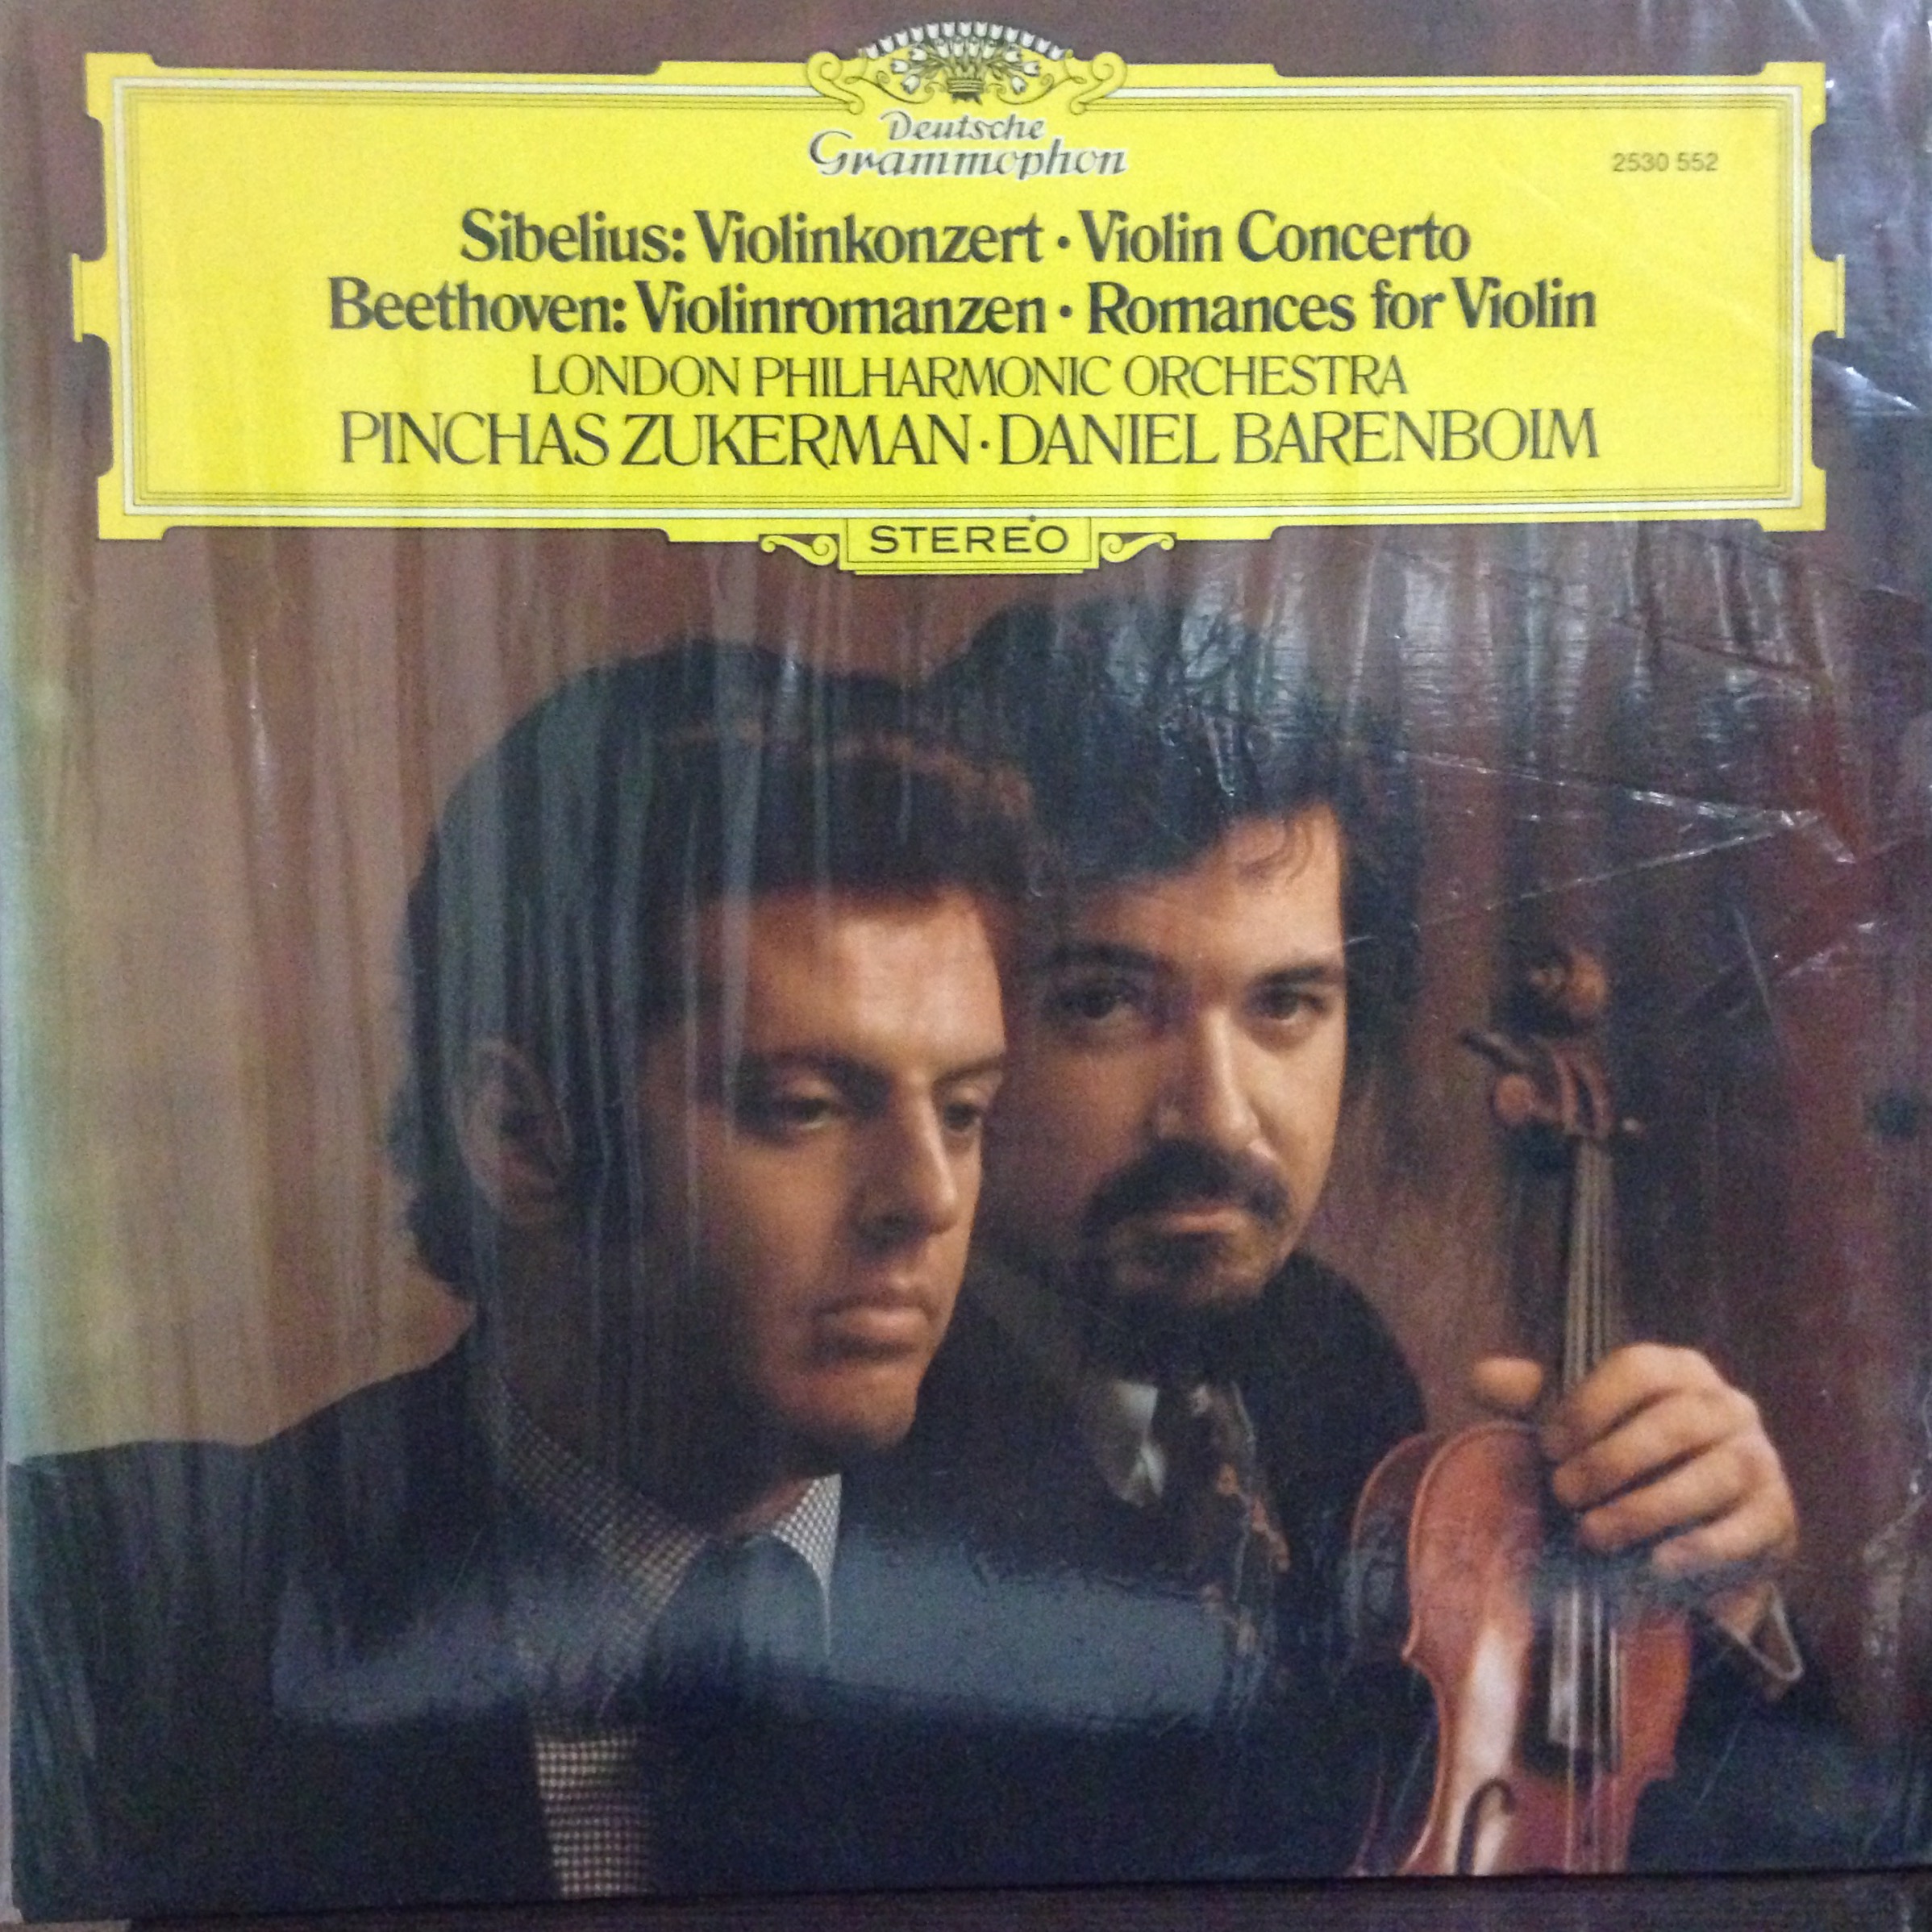 Deutsche
Grammophon
2530 552
Sibelius: Violinkonzert · Violin Concerto
Beethoven: Violinromanzen · Romances for Violin
LONDON PHILHARMONIC ORCHESTRA
PINCHAS ZUKERMAN · DANIEL BARENBOIM
STEREO